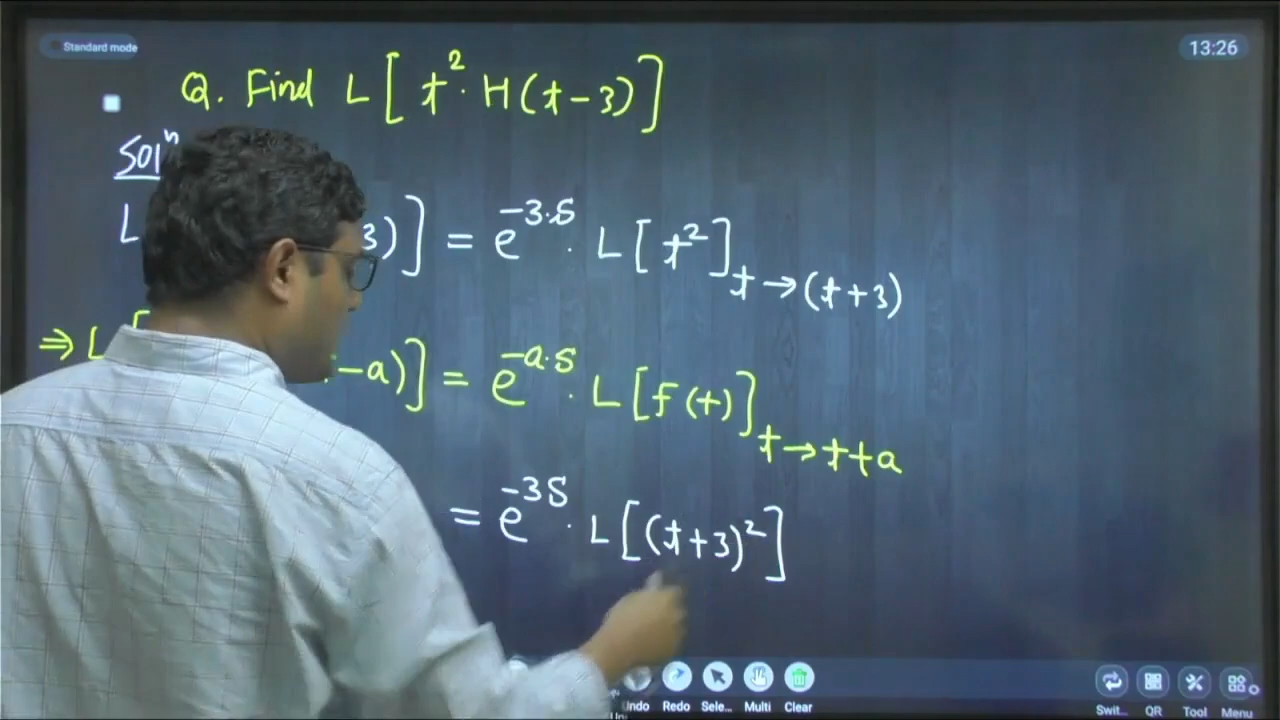 Standard mode
13:26
Q. Find L[t². H(t-3)]
Solⁿ
L 3)] = e^{-3.s}. L[t²]_{t→(t+3)}
⇒ L[ -a)] = e^{-a.s}. L[f(t)]_{t→t+a}
= e^{-3s}. L[(t+3)²]
Undo Redo Sele... Multi Clear Swit... QR Tool Menu